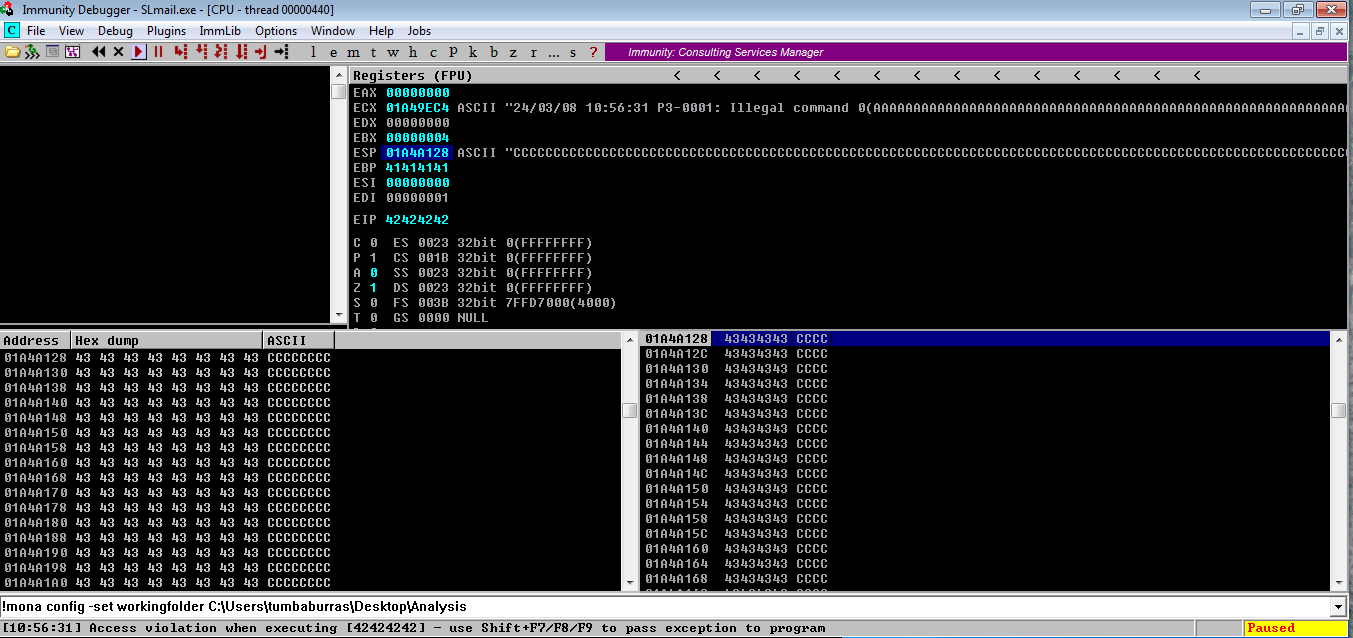 Immunity Debugger - SLmail.exe - [CPU - thread 00000440]
C File View Debug Plugins ImmLib Options Window Help Jobs
l e m t w h c P k b z r ... s ? Immunity: Consulting Services Manager
Registers (FPU) < < < < < < < < < < < < < <
EAX 00000000
ECX 01A49EC4 ASCII "24/03/08 10:56:31 P3-0001: Illegal command 0(AAAAAAAAAAAAAAAAAAAAAAAAAAAAAAAAAAAAAAAAAAAAAAAAAAAAAAAAAAA
EDX 00000000
EBX 00000004
ESP 01A4A128 ASCII "CCCCCCCCCCCCCCCCCCCCCCCCCCCCCCCCCCCCCCCCCCCCCCCCCCCCCCCCCCCCCCCCCCCCCCCCCCCCCCCCCCCCCCCCCCCCCCCCCCCCCCC
EBP 41414141
ESI 00000000
EDI 00000001
EIP 42424242
C 0 ES 0023 32bit 0(FFFFFFFF)
P 1 CS 001B 32bit 0(FFFFFFFF)
A 0 SS 0023 32bit 0(FFFFFFFF)
Z 1 DS 0023 32bit 0(FFFFFFFF)
S 0 FS 003B 32bit 7FFD7000(4000)
T 0 GS 0000 NULL
Address Hex dump ASCII
01A4A128 43 43 43 43 43 43 43 43 CCCCCCCC
01A4A130 43 43 43 43 43 43 43 43 CCCCCCCC
01A4A138 43 43 43 43 43 43 43 43 CCCCCCCC
01A4A140 43 43 43 43 43 43 43 43 CCCCCCCC
01A4A148 43 43 43 43 43 43 43 43 CCCCCCCC
01A4A150 43 43 43 43 43 43 43 43 CCCCCCCC
01A4A158 43 43 43 43 43 43 43 43 CCCCCCCC
01A4A160 43 43 43 43 43 43 43 43 CCCCCCCC
01A4A168 43 43 43 43 43 43 43 43 CCCCCCCC
01A4A170 43 43 43 43 43 43 43 43 CCCCCCCC
01A4A178 43 43 43 43 43 43 43 43 CCCCCCCC
01A4A180 43 43 43 43 43 43 43 43 CCCCCCCC
01A4A188 43 43 43 43 43 43 43 43 CCCCCCCC
01A4A190 43 43 43 43 43 43 43 43 CCCCCCCC
01A4A198 43 43 43 43 43 43 43 43 CCCCCCCC
01A4A1A0 43 43 43 43 43 43 43 43 CCCCCCCC
01A4A128 43434343 CCCC
01A4A12C 43434343 CCCC
01A4A130 43434343 CCCC
01A4A134 43434343 CCCC
01A4A138 43434343 CCCC
01A4A13C 43434343 CCCC
01A4A140 43434343 CCCC
01A4A144 43434343 CCCC
01A4A148 43434343 CCCC
01A4A14C 43434343 CCCC
01A4A150 43434343 CCCC
01A4A154 43434343 CCCC
01A4A158 43434343 CCCC
01A4A15C 43434343 CCCC
01A4A160 43434343 CCCC
01A4A164 43434343 CCCC
01A4A168 43434343 CCCC
!mona config -set workingfolder C:\Users\tumbaburras\Desktop\Analysis
[10:56:31] Access violation when executing [42424242] - use Shift+F7/F8/F9 to pass exception to program
Paused